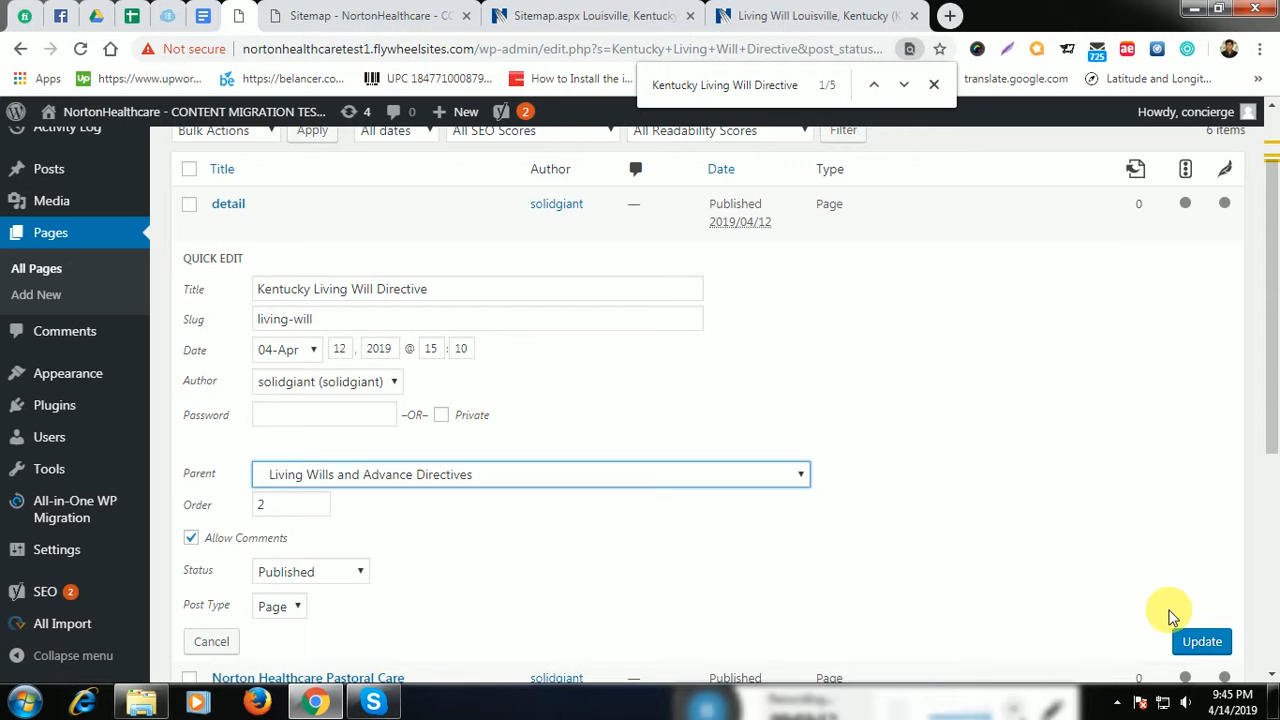 Sitemap - NortonHealthcare - CC
Sitemap.aspx Louisville, Kentucky
Living Will Louisville, Kentucky (N
Not secure
nortonhealthcaretest1.flywheelsites.com/wp-admin/edit.php?s=Kentucky+Living+Will+Directive&post_status...
725
Apps
https://www.upwor...
https://belancer.com
UPC 1847710O0879...
How to Install the i...
translate.google.com
Latitude and Longit...
Kentucky Living Will Directive
1/5
NortonHealthcare - CONTENT MIGRATION TES...
4
0
New
2
Howdy, concierge
Activity Log
Bulk Actions
Apply
All dates
All SEO Scores
All Readability Scores
Filter
6 items
Posts
Media
Pages
All Pages
Add New
Comments
Appearance
Plugins
Users
Tools
All-in-One WP
Migration
Settings
SEO 2
All Import
Collapse menu
Title
Author
Date
Type
detail
solidgiant
—
Published
2019/04/12
Page
0
QUICK EDIT
Title Kentucky Living Will Directive
Slug living-will
Date 04-Apr 12 , 2019 @ 15 : 10
Author solidgiant (solidgiant)
Password –OR– Private
Parent Living Wills and Advance Directives
Order 2
Allow Comments
Status Published
Post Type Page
Cancel
Update
Norton Healthcare Pastoral Care
solidgiant
—
Published
Page
0
9:45 PM
4/14/2019